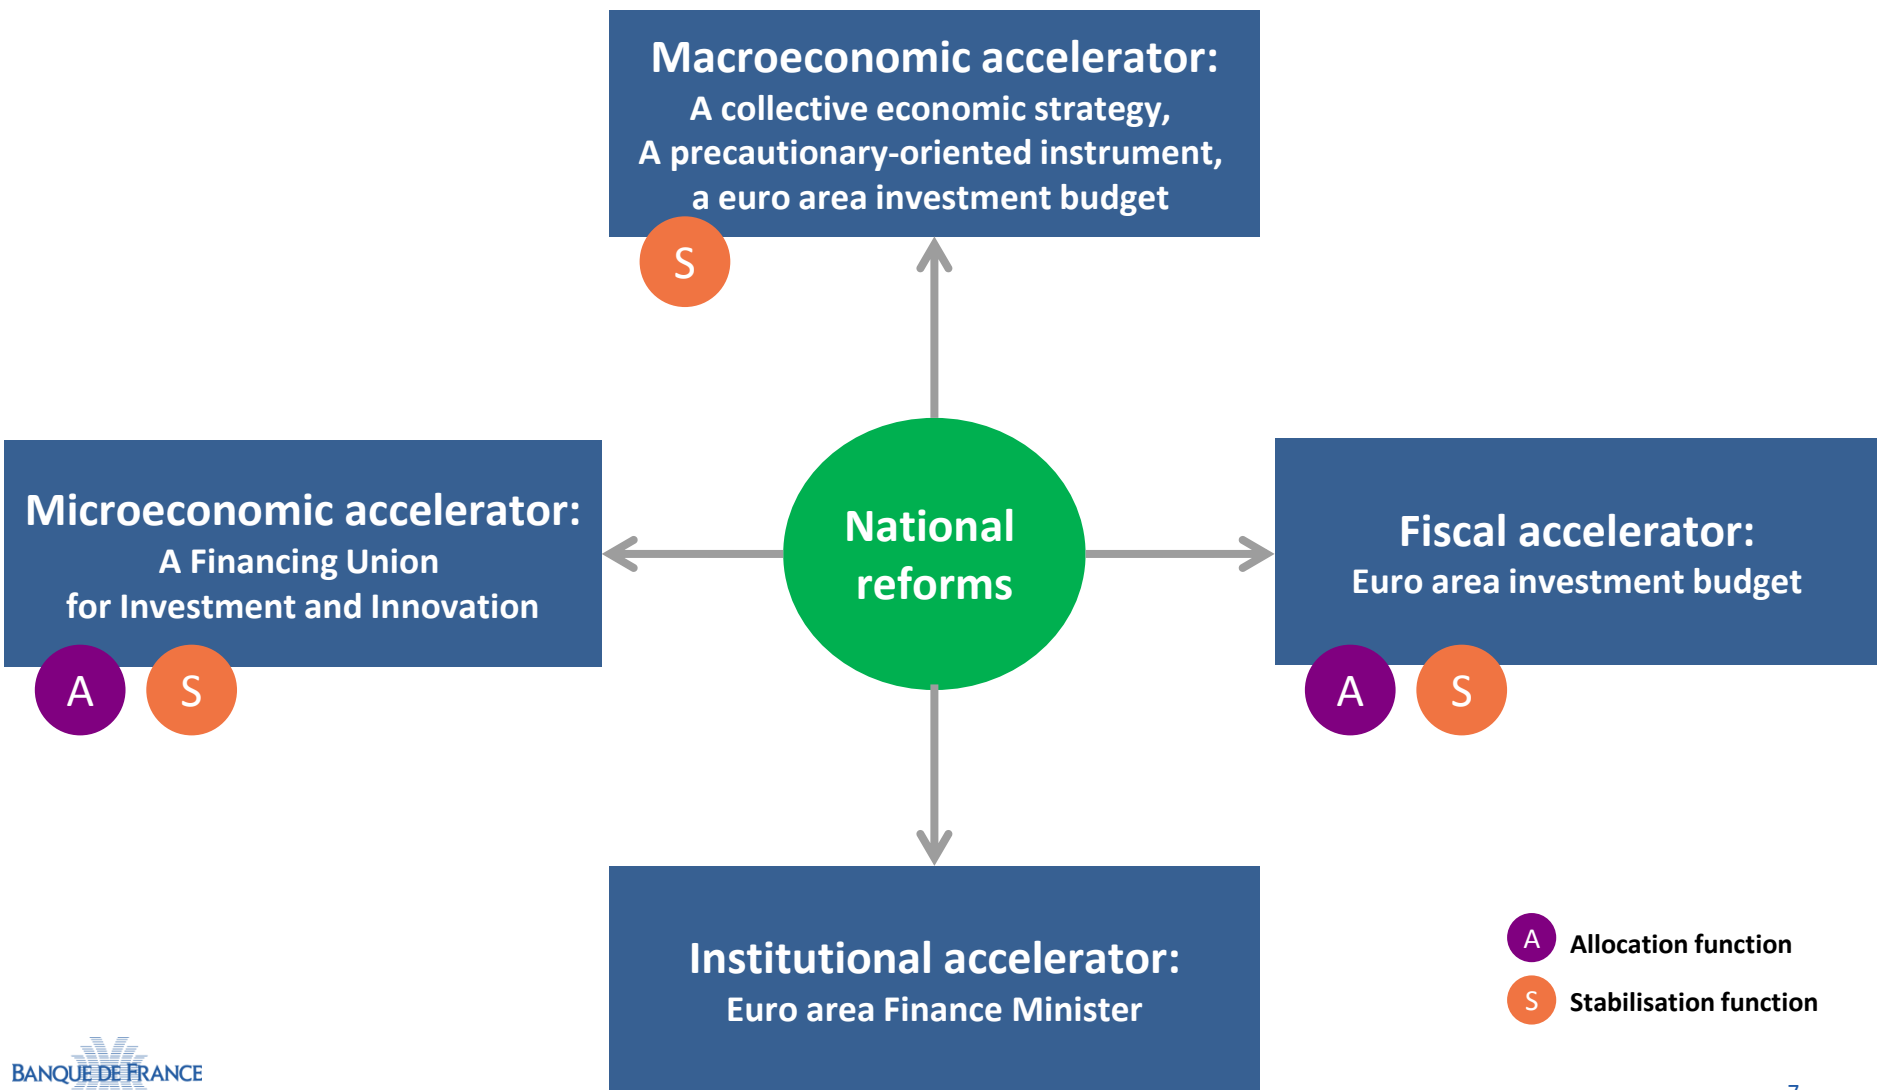 Macroeconomic accelerator:
A collective economic strategy,
A precautionary-oriented instrument,
a euro area investment budget
S
Microeconomic accelerator:
A Financing Union
for Investment and Innovation
A S
National
reforms
Fiscal accelerator:
Euro area investment budget
A S
Institutional accelerator:
Euro area Finance Minister
A Allocation function
S Stabilisation function
BANQUE DE FRANCE
7